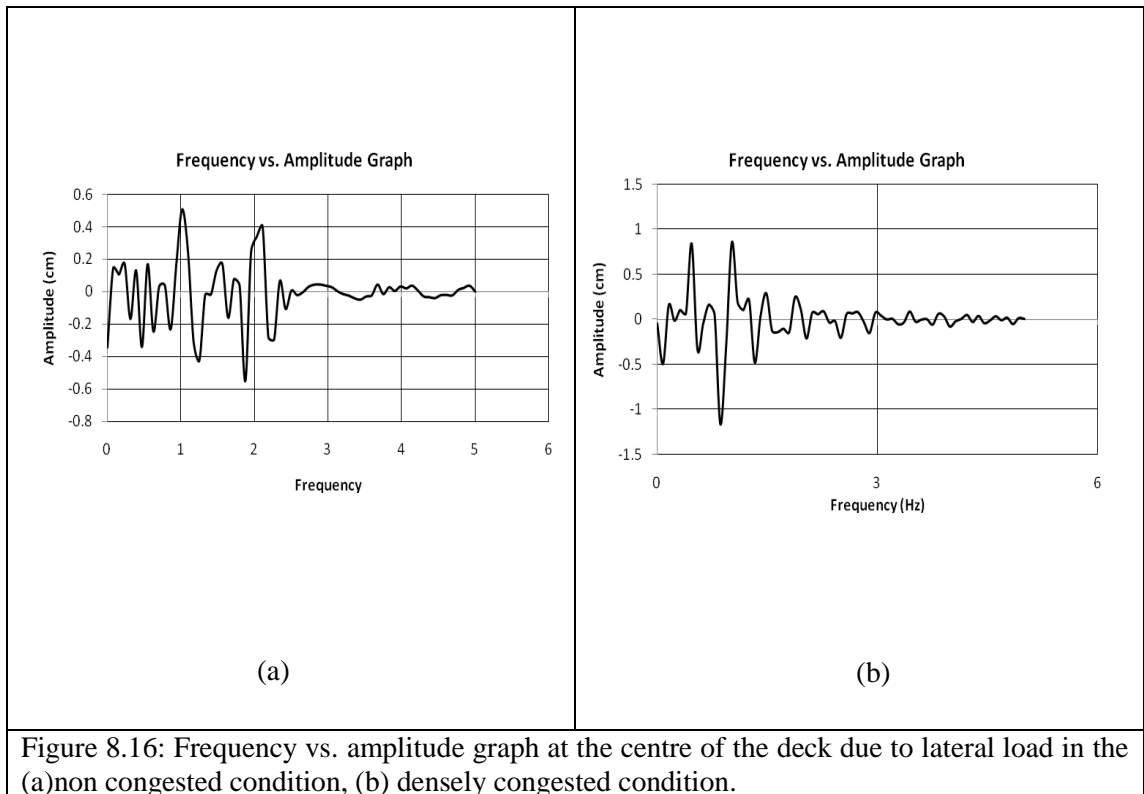 Frequency vs. Amplitude Graph
Amplitude (cm)
0.6
0.4
0.2
0
-0.2
-0.4
-0.6
-0.8
0 1 2 3 4 5 6
Frequency
(a)
Frequency vs. Amplitude Graph
Amplitude (cm)
1.5
1
0.5
0
-0.5
-1
-1.5
0 3 6
Frequency (Hz)
(b)
Figure 8.16: Frequency vs. amplitude graph at the centre of the deck due to lateral load in the
(a)non congested condition, (b) densely congested condition.